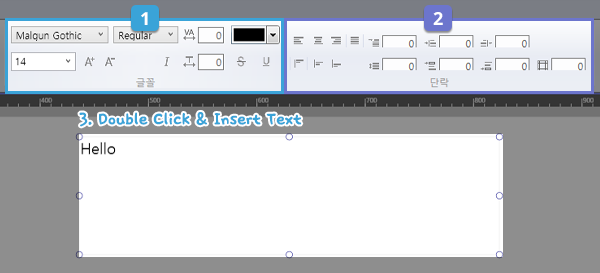 1
2
Malgun Gothic Regular VA 0
0 0 0
14 A+ A- I T 0 S U
0 0 0 0
글꼴
단락
400 500 600 700 800 900
3. Double Click & Insert Text
Hello